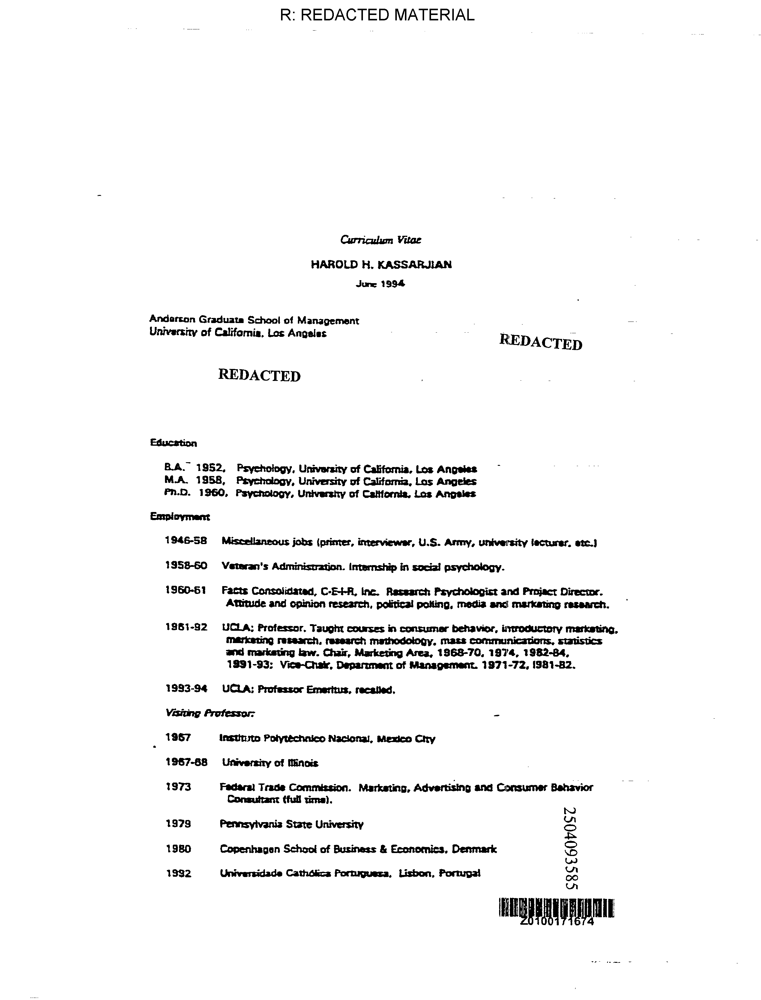 R: REDACTED MATERIAL
Curriculum Vitae
HAROLD H. KASSARJIAN
June 1994
Anderson Graduate School of Management
University of California, Los Angeles
REDACTED
REDACTED
Education
B.A. 1952, Psychology, University of California, Los Angeles
M.A. 1958, Psychology, University of California, Los Angeles
Ph.D. 1960, Psychology, University of California, Los Angeles
Employment
1946-58 Miscellaneous jobs (printer, interviewer, U.S. Army, university lecturer, etc.)
1958-60 Veteran's Administration. Internship in social psychology.
1960-61 Facts Consolidated, C-E-I-R, Inc. Research Psychologist and Project Director.
Attitude and opinion research, political polling, media and marketing research.
1961-92 UCLA; Professor. Taught courses in consumer behavior, introductory marketing,
marketing research, research methodology, mass communications, statistics
and marketing law. Chair, Marketing Area, 1968-70, 1974, 1982-84,
1991-93; Vice-Chair, Department of Management. 1971-72, 1981-82.
1993-94 UCLA; Professor Emeritus, recalled.
Visiting Professor:
1967 Instituto Polytechnico Nacional, Mexico City
1967-68 University of Illinois
1973 Federal Trade Commission. Marketing, Advertising and Consumer Behavior
Consultant (full time).
1979 Pennsylvania State University
1980 Copenhagen School of Business & Economics, Denmark
1992 Universidade Cathólica Portuguesa, Lisbon, Portugal
2504093585
Z0100171674